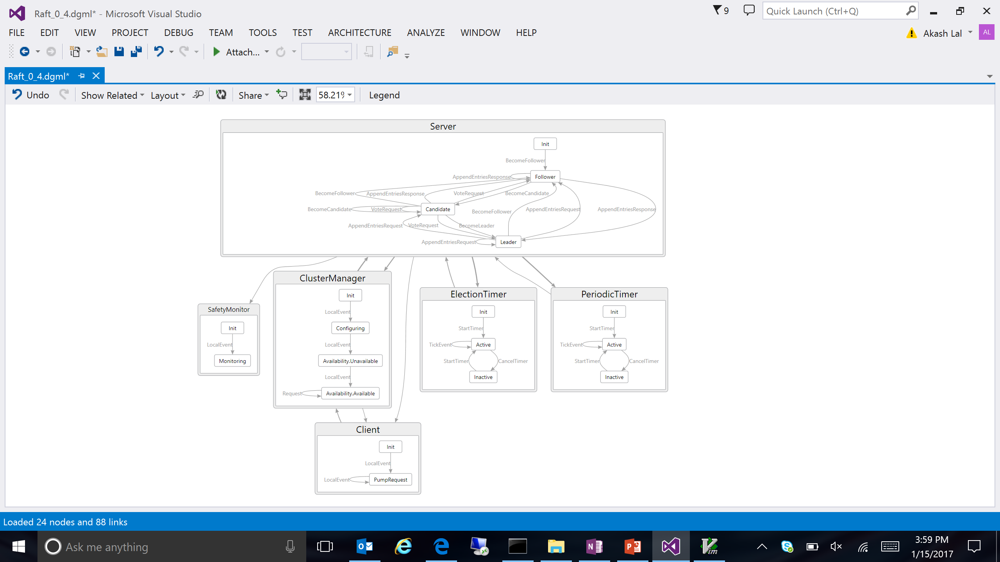 Raft_0_4.dgml* - Microsoft Visual Studio
9
Quick Launch (Ctrl+Q)
FILE EDIT VIEW PROJECT DEBUG TEAM TOOLS TEST ARCHITECTURE ANALYZE WINDOW HELP
Akash Lal
AL
Attach...
Raft_0_4.dgml*
Undo
Show Related
Layout
Share
58.21%
Legend
Server
Init
BecomeFollower
AppendEntriesResponse
Follower
BecomeFollower
AppendEntriesResponse
VoteRequest
BecomeCandidate
BecomeCandidate
VoteRequest
Candidate
BecomeFollower
AppendEntriesRequest
AppendEntriesResponse
AppendEntriesRequest
VoteRequest
BecomeLeader
AppendEntriesRequest
Leader
SafetyMonitor
Init
LocalEvent
Monitoring
ClusterManager
Init
LocalEvent
Configuring
LocalEvent
Availability.Unavailable
LocalEvent
Request
Availability.Available
ElectionTimer
Init
StartTimer
TickEvent
Active
StartTimer
CancelTimer
Inactive
PeriodicTimer
Init
StartTimer
TickEvent
Active
StartTimer
CancelTimer
Inactive
Client
Init
LocalEvent
LocalEvent
PumpRequest
Loaded 24 nodes and 88 links
Ask me anything
3:59 PM
1/15/2017